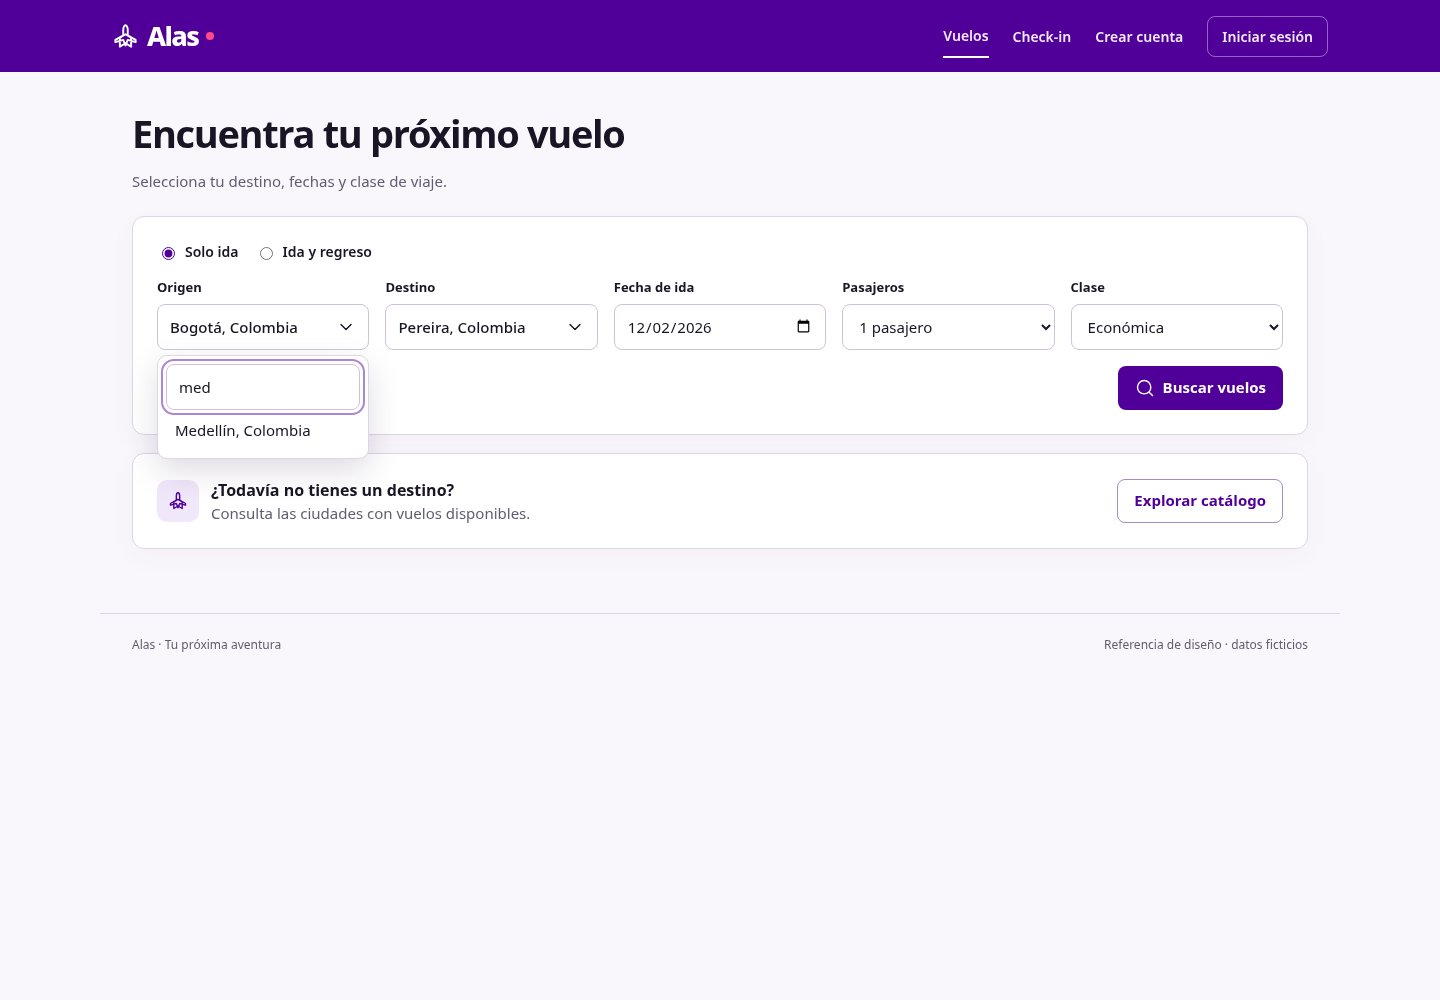 Alas
Vuelos
Check-in
Crear cuenta
Iniciar sesión
Encuentra tu próximo vuelo
Selecciona tu destino, fechas y clase de viaje.
Solo ida
Ida y regreso
Origen
Destino
Fecha de ida
Pasajeros
Clase
Bogotá, Colombia
Pereira, Colombia
12/02/2026
1 pasajero
Económica
med
Medellín, Colombia
Buscar vuelos
¿Todavía no tienes un destino?
Consulta las ciudades con vuelos disponibles.
Explorar catálogo
Alas · Tu próxima aventura
Referencia de diseño · datos ficticios